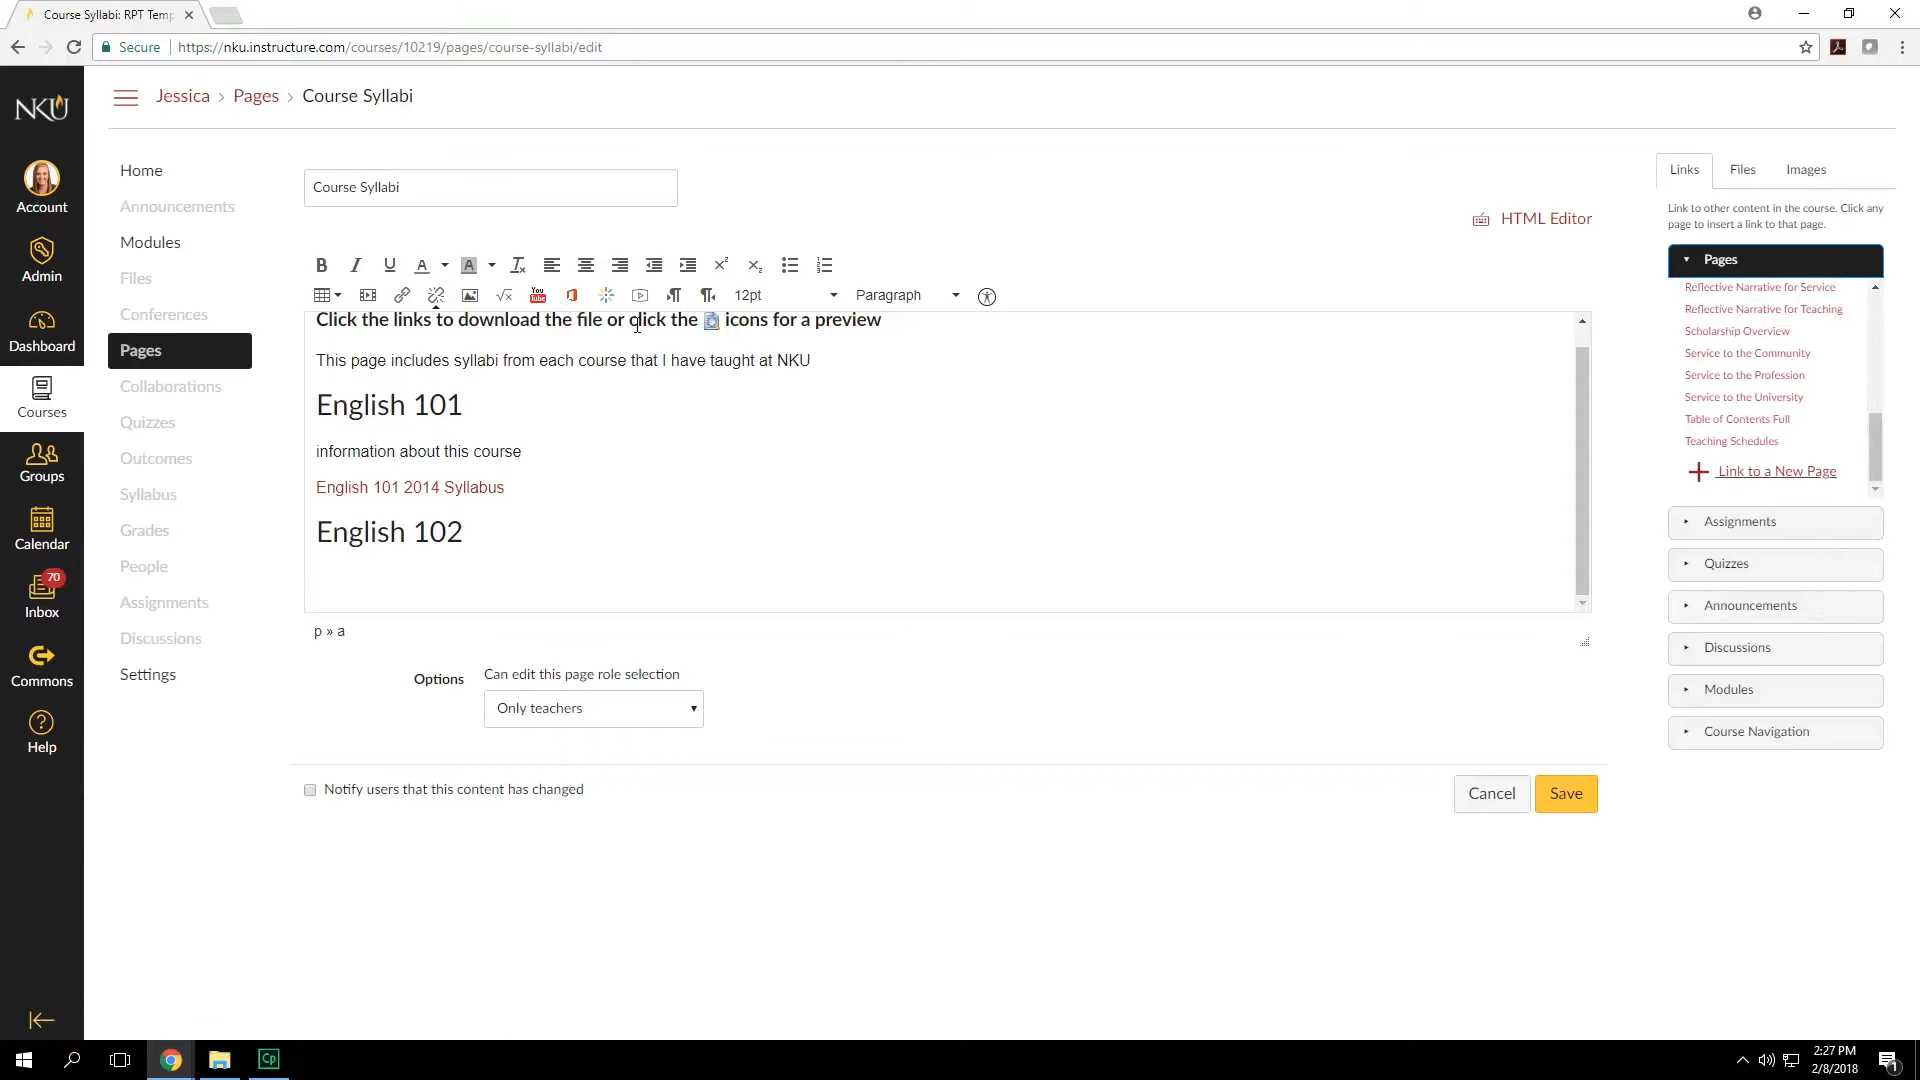 Course Syllabi: RPT Temp
Secure
https://nku.instructure.com/courses/10219/pages/course-syllabi/edit
NKU
Jessica › Pages › Course Syllabi
Account
Admin
Dashboard
Courses
Groups
Calendar
70
Inbox
Commons
Help
Home
Announcements
Modules
Files
Conferences
Pages
Collaborations
Quizzes
Outcomes
Syllabus
Grades
People
Assignments
Discussions
Settings
Course Syllabi
HTML Editor
12pt
Paragraph
Click the links to download the file or click the icons for a preview
This page includes syllabi from each course that I have taught at NKU
English 101
information about this course
English 101 2014 Syllabus
English 102
p » a
Options
Can edit this page role selection
Only teachers
Notify users that this content has changed
Cancel
Save
Links
Files
Images
Link to other content in the course. Click any
page to insert a link to that page.
Pages
Reflective Narrative for Service
Reflective Narrative for Teaching
Scholarship Overview
Service to the Community
Service to the Profession
Service to the University
Table of Contents Full
Teaching Schedules
Link to a New Page
Assignments
Quizzes
Announcements
Discussions
Modules
Course Navigation
Cp
2:27 PM
2/8/2018
1